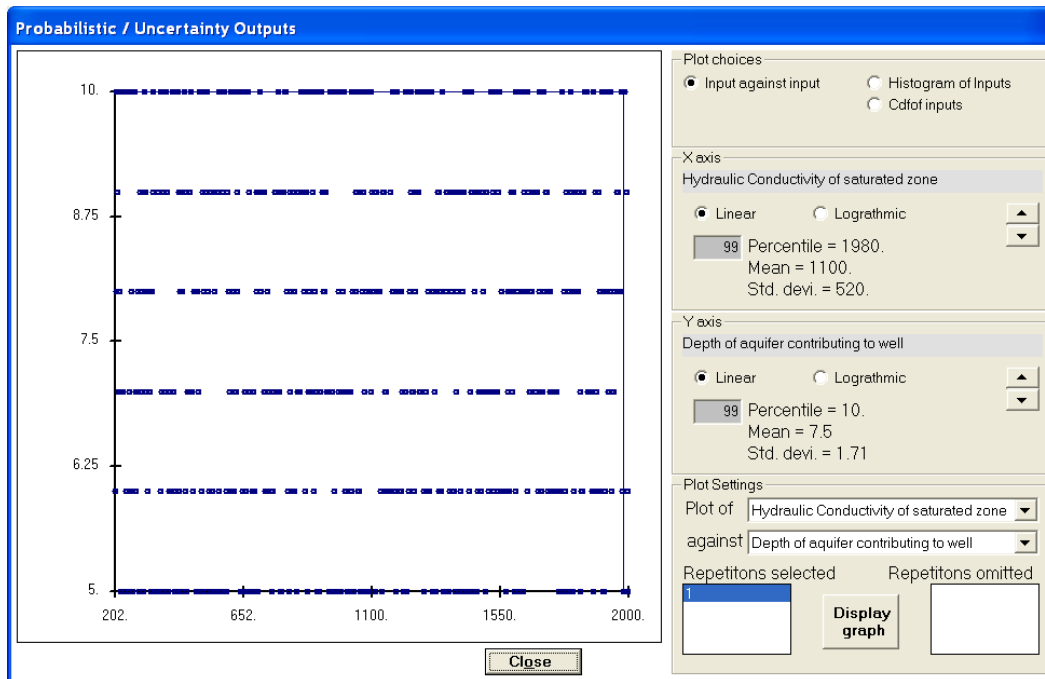 Probabilistic / Uncertainty Outputs
10.
8.75
7.5
6.25
5.
202.
652.
1100.
1550.
2000.
Close
Plot choices
Input against input
Histogram of Inputs
Cdfof inputs
X axis
Hydraulic Conductivity of saturated zone
Linear
Lograthmic
99 Percentile = 1980.
Mean = 1100.
Std. devi. = 520.
Y axis
Depth of aquifer contributing to well
Linear
Lograthmic
99 Percentile = 10.
Mean = 7.5
Std. devi. = 1.71
Plot Settings
Plot of Hydraulic Conductivity of saturated zone
against Depth of aquifer contributing to well
Repetitons selected
Repetitons omitted
1
Display
graph